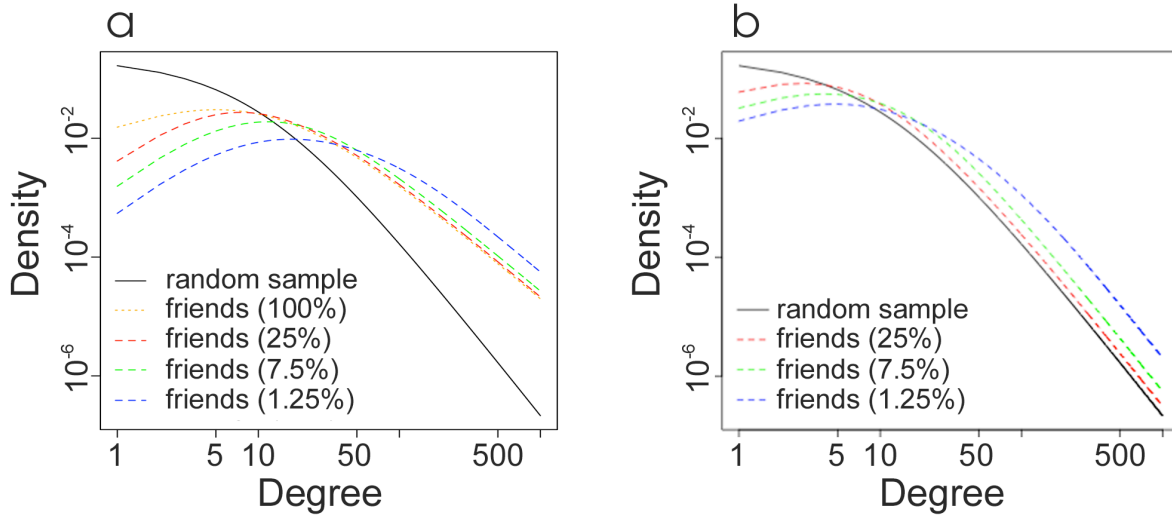 a
Density
10⁻²
10⁻⁴
10⁻⁶
random sample
friends (100%)
friends (25%)
friends (7.5%)
friends (1.25%)
1 5 10 50 500
Degree
b
Density
10⁻²
10⁻⁴
10⁻⁶
random sample
friends (25%)
friends (7.5%)
friends (1.25%)
1 5 10 50 500
Degree